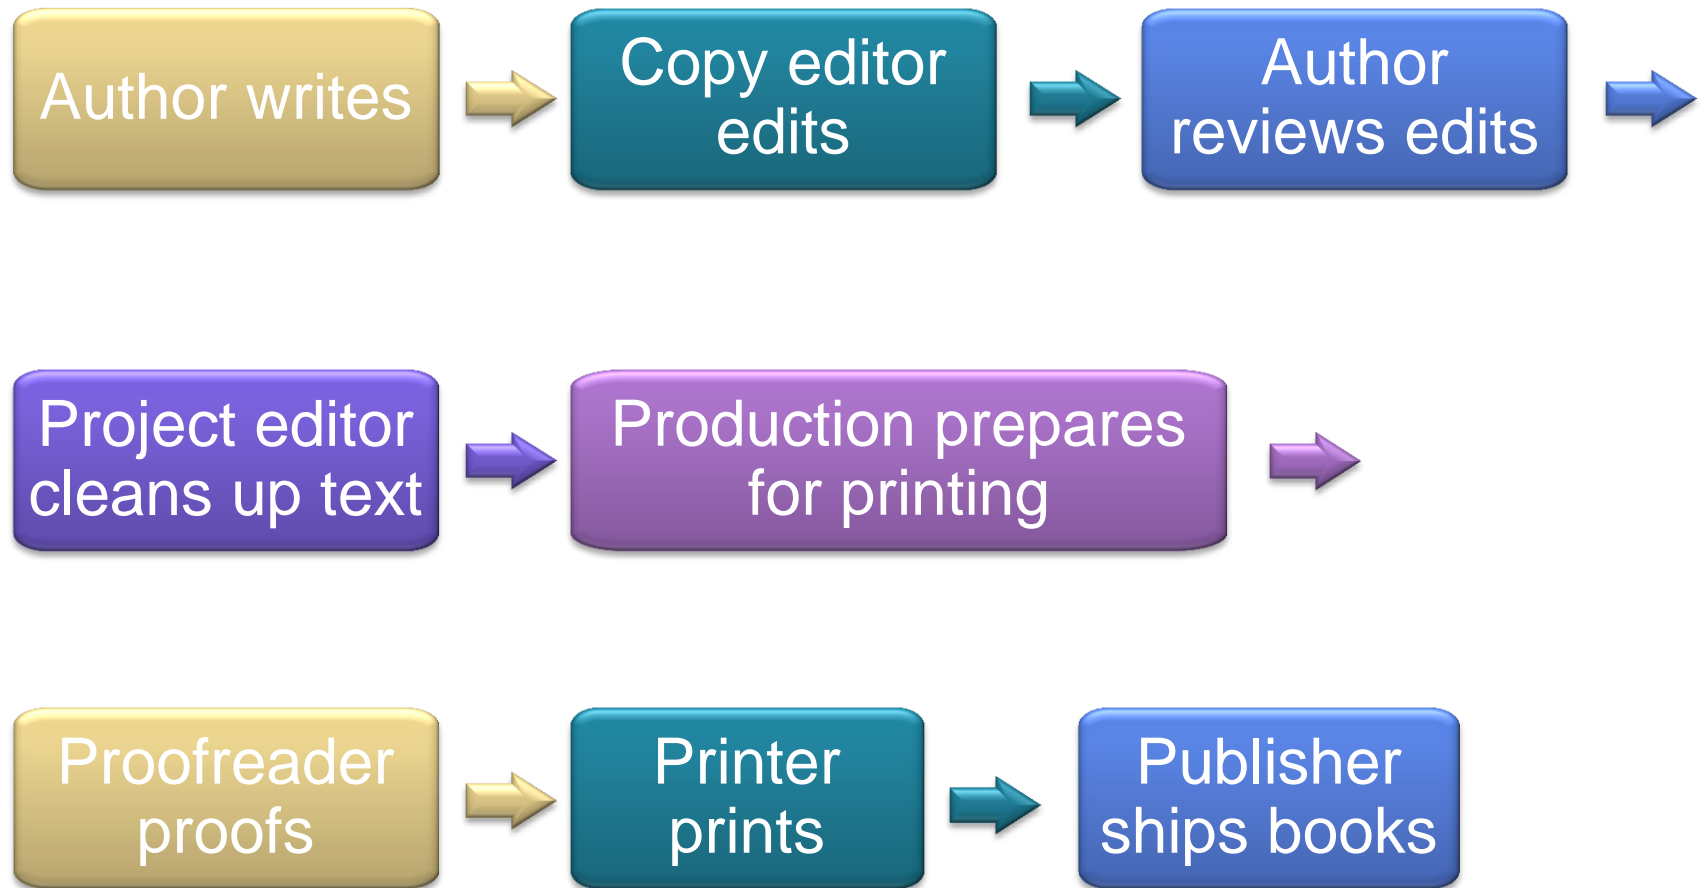 Author writes
Copy editor
edits
Author
reviews edits
Project editor
cleans up text
Production prepares
for printing
Proofreader
proofs
Printer
prints
Publisher
ships books